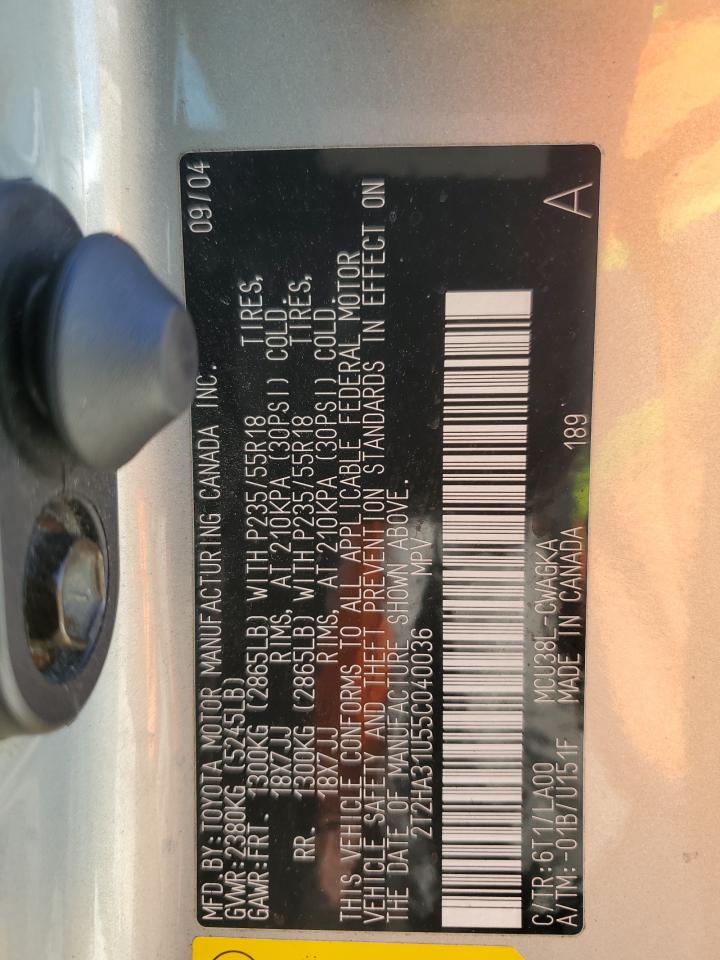 MFD.BY:TOYOTA MOTOR MANUFACTURING CANADA INC. 09/04
GVWR:2380KG (5245LB)
GAWR:FRT. 1300KG (2865LB) WITH P235/55R18 TIRES,
18X7JJ RIMS, AT 210KPA (30PSI) COLD.
RR. 1300KG (2865LB) WITH P235/55R18 TIRES,
18X7JJ RIMS, AT 210KPA (30PSI) COLD.
THIS VEHICLE CONFORMS TO ALL APPLICABLE FEDERAL MOTOR
VEHICLE SAFETY AND THEFT PREVENTION STANDARDS IN EFFECT ON
THE DATE OF MANUFACTURE SHOWN ABOVE.
2T2HA31U55C040036 MPV
C/TR:6T1/LA00 MCU38L-CWAGKA 189 A
A/TM:-01B/U151F MADE IN CANADA